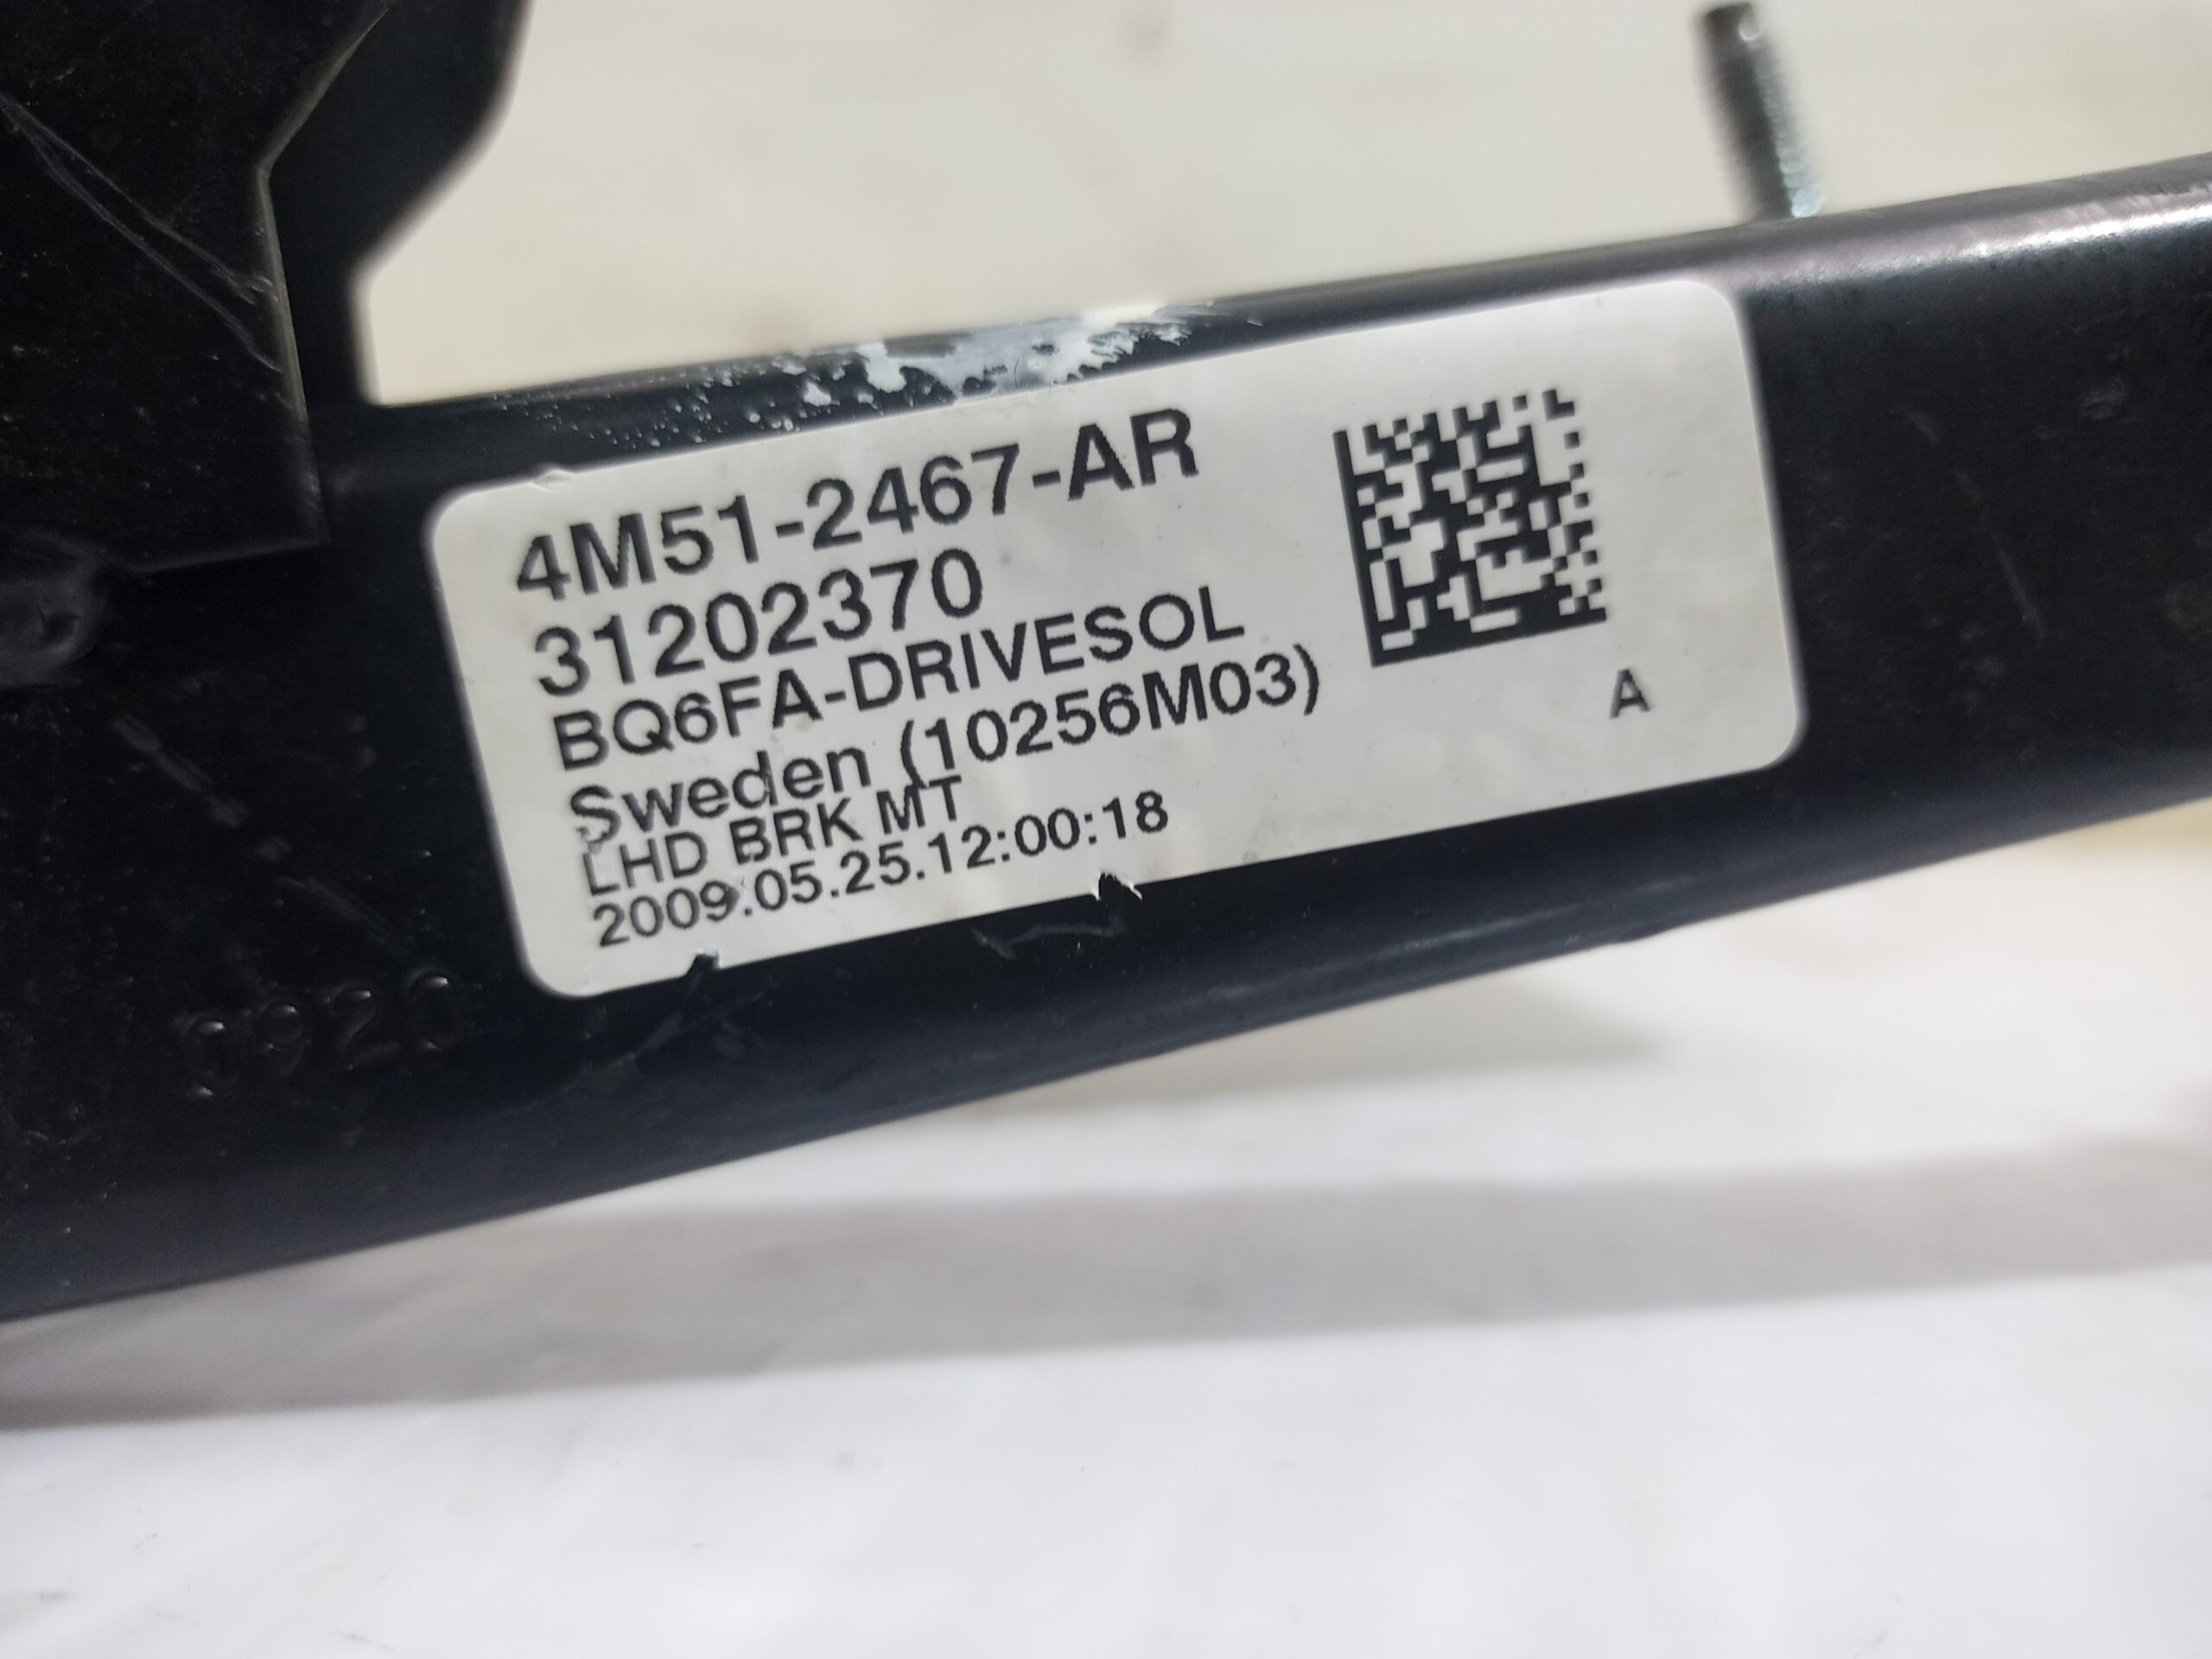 4M51-2467-AR
31202370
BQ6FA-DRIVESOL
Sweden (10256M03)
LHD BRK MT
2009.05.25.12:00:18
A
0920